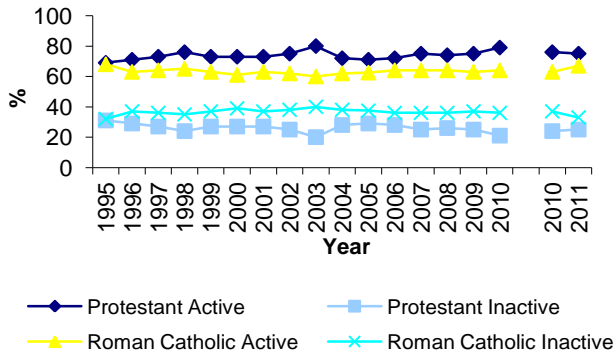 100
80
60
40
20
0
%
1995 1996 1997 1998 1999 2000 2001 2002 2003 2004 2005 2006 2007 2008 2009 2010 2010 2011
Year
Protestant Active Protestant Inactive
Roman Catholic Active Roman Catholic Inactive